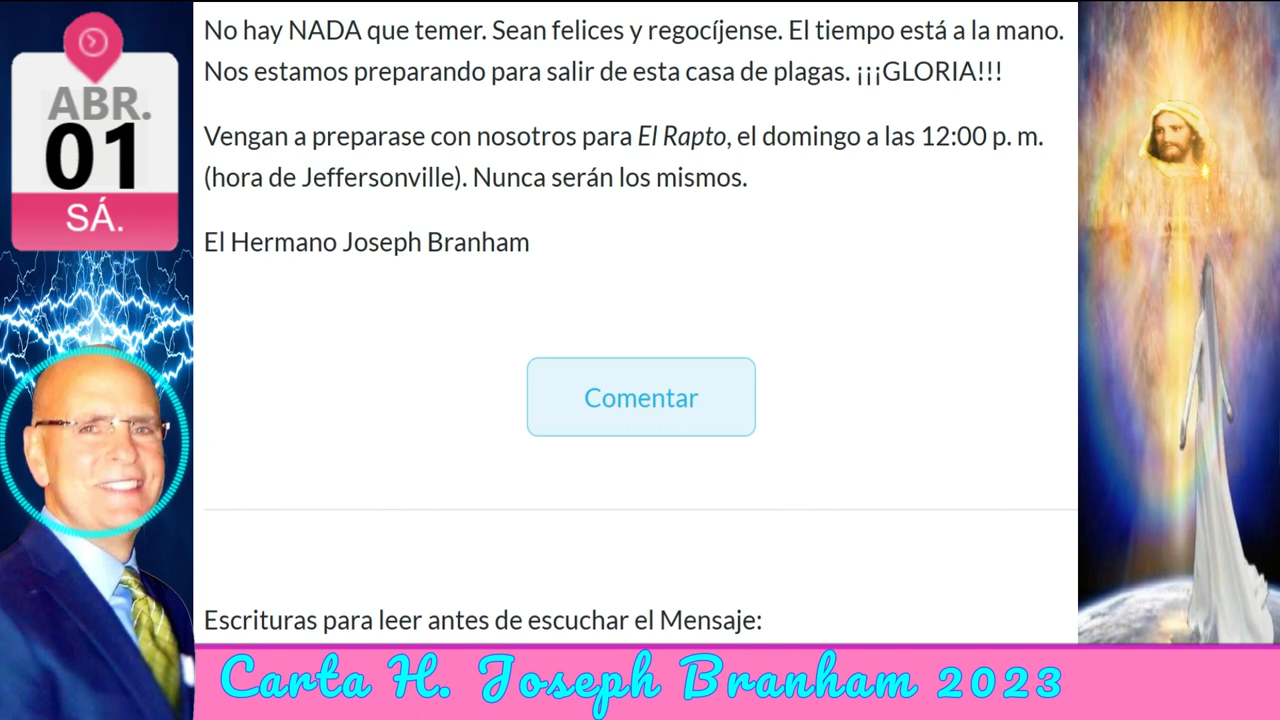 ABR.
01
SÁ.
No hay NADA que temer. Sean felices y regocíjense. El tiempo está a la mano.
Nos estamos preparando para salir de esta casa de plagas. ¡¡¡GLORIA!!!
Vengan a preparase con nosotros para El Rapto, el domingo a las 12:00 p. m.
(hora de Jeffersonville). Nunca serán los mismos.
El Hermano Joseph Branham
Comentar
Escrituras para leer antes de escuchar el Mensaje:
Carta H. Joseph Branham 2023